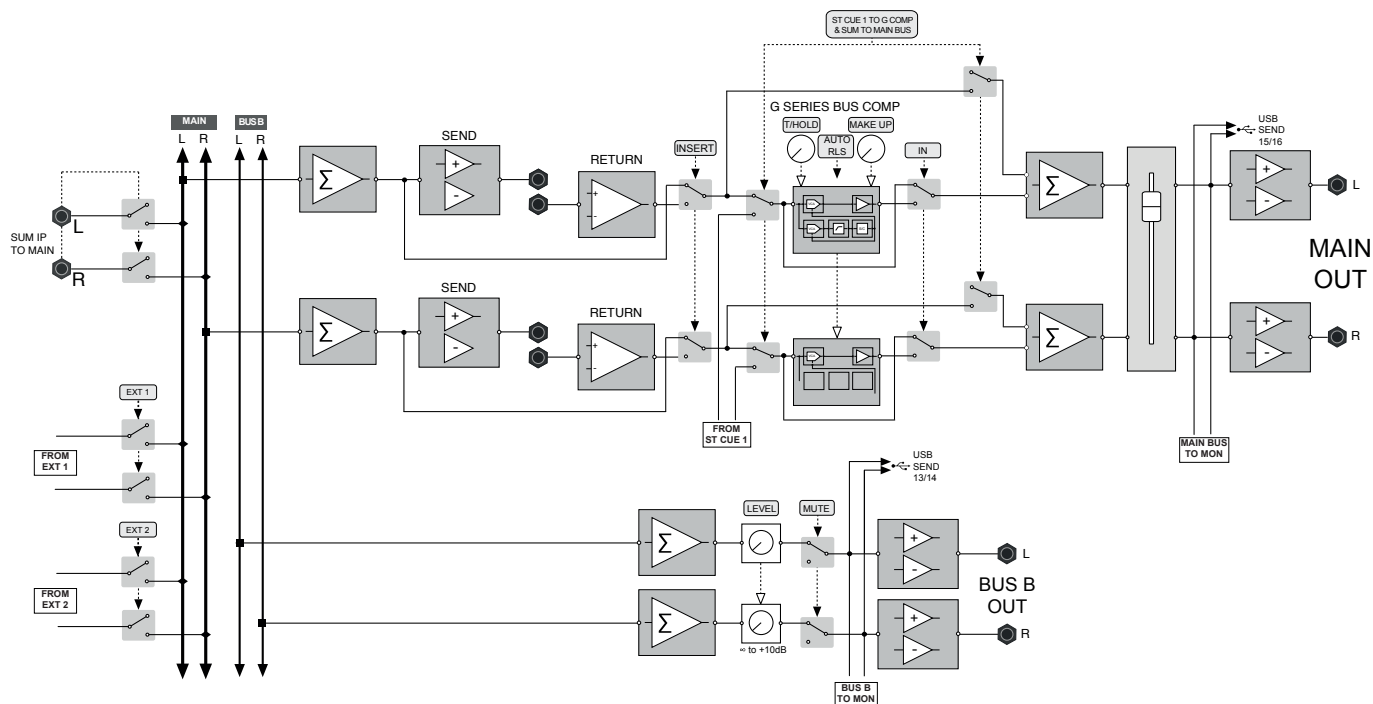 ST CUE 1 TO G COMP
& SUM TO MAIN BUS
G SERIES BUS COMP
T/HOLD
AUTO
RLS
MAKE UP
IN
INSERT
MAIN
L R
BUS B
L R
SEND
RETURN
Σ
+
-
+
-
Σ
USB
SEND
15/16
+
-
L
SUM IP
TO MAIN
L
R
MAIN
OUT
SEND
RETURN
Σ
+
-
+
-
Σ
+
-
R
EXT 1
FROM
EXT 1
FROM
ST CUE 1
MAIN BUS
TO MON
USB
SEND
13/14
EXT 2
FROM
EXT 2
LEVEL
MUTE
Σ
+
-
L
BUS B
OUT
Σ
+
-
R
∞ to +10dB
BUS B
TO MON